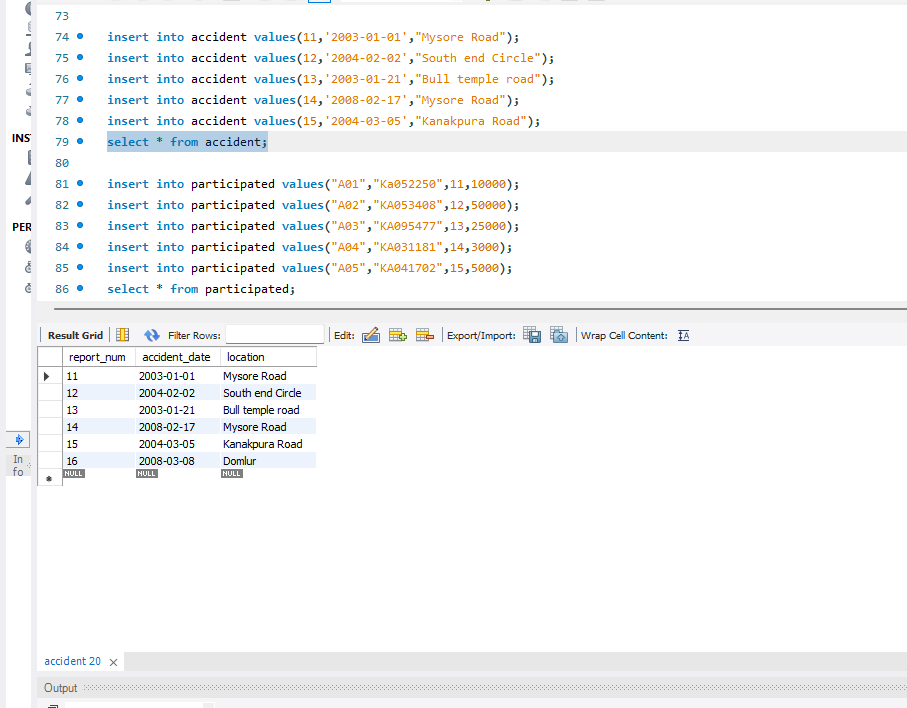 73
74 insert into accident values(11,'2003-01-01',"Mysore Road");
75 insert into accident values(12,'2004-02-02',"South end Circle");
76 insert into accident values(13,'2003-01-21',"Bull temple road");
77 insert into accident values(14,'2008-02-17',"Mysore Road");
78 insert into accident values(15,'2004-03-05',"Kanakpura Road");
INS
79 select * from accident;
80
81 insert into participated values("A01","Ka052250",11,10000);
82 insert into participated values("A02","KA053408",12,50000);
PER
83 insert into participated values("A03","KA095477",13,25000);
84 insert into participated values("A04","KA031181",14,3000);
85 insert into participated values("A05","KA041702",15,5000);
86 select * from participated;
Result Grid Filter Rows: Edit: Export/Import: Wrap Cell Content:
report_num accident_date location
11 2003-01-01 Mysore Road
12 2004-02-02 South end Circle
13 2003-01-21 Bull temple road
14 2008-02-17 Mysore Road
15 2004-03-05 Kanakpura Road
16 2008-03-08 Domlur
NULL NULL NULL
In
fo
accident 20
Output